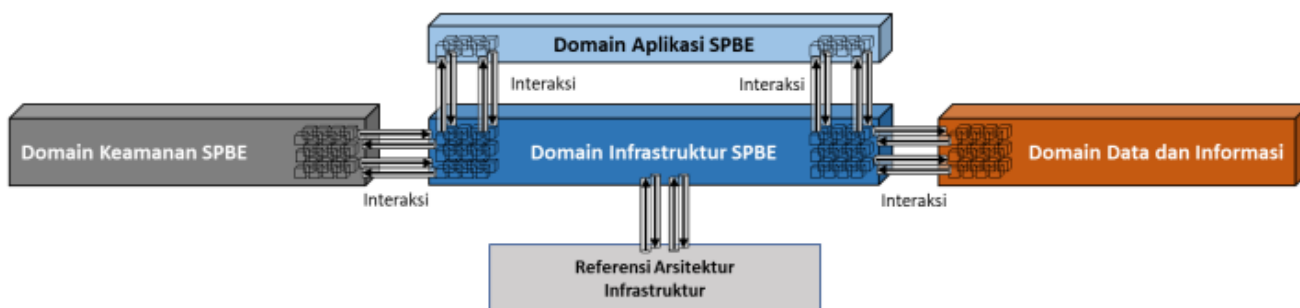 Domain Aplikasi SPBE
Interaksi
Interaksi
Domain Keamanan SPBE
Domain Infrastruktur SPBE
Domain Data dan Informasi
Interaksi
Interaksi
Referensi Arsitektur
Infrastruktur